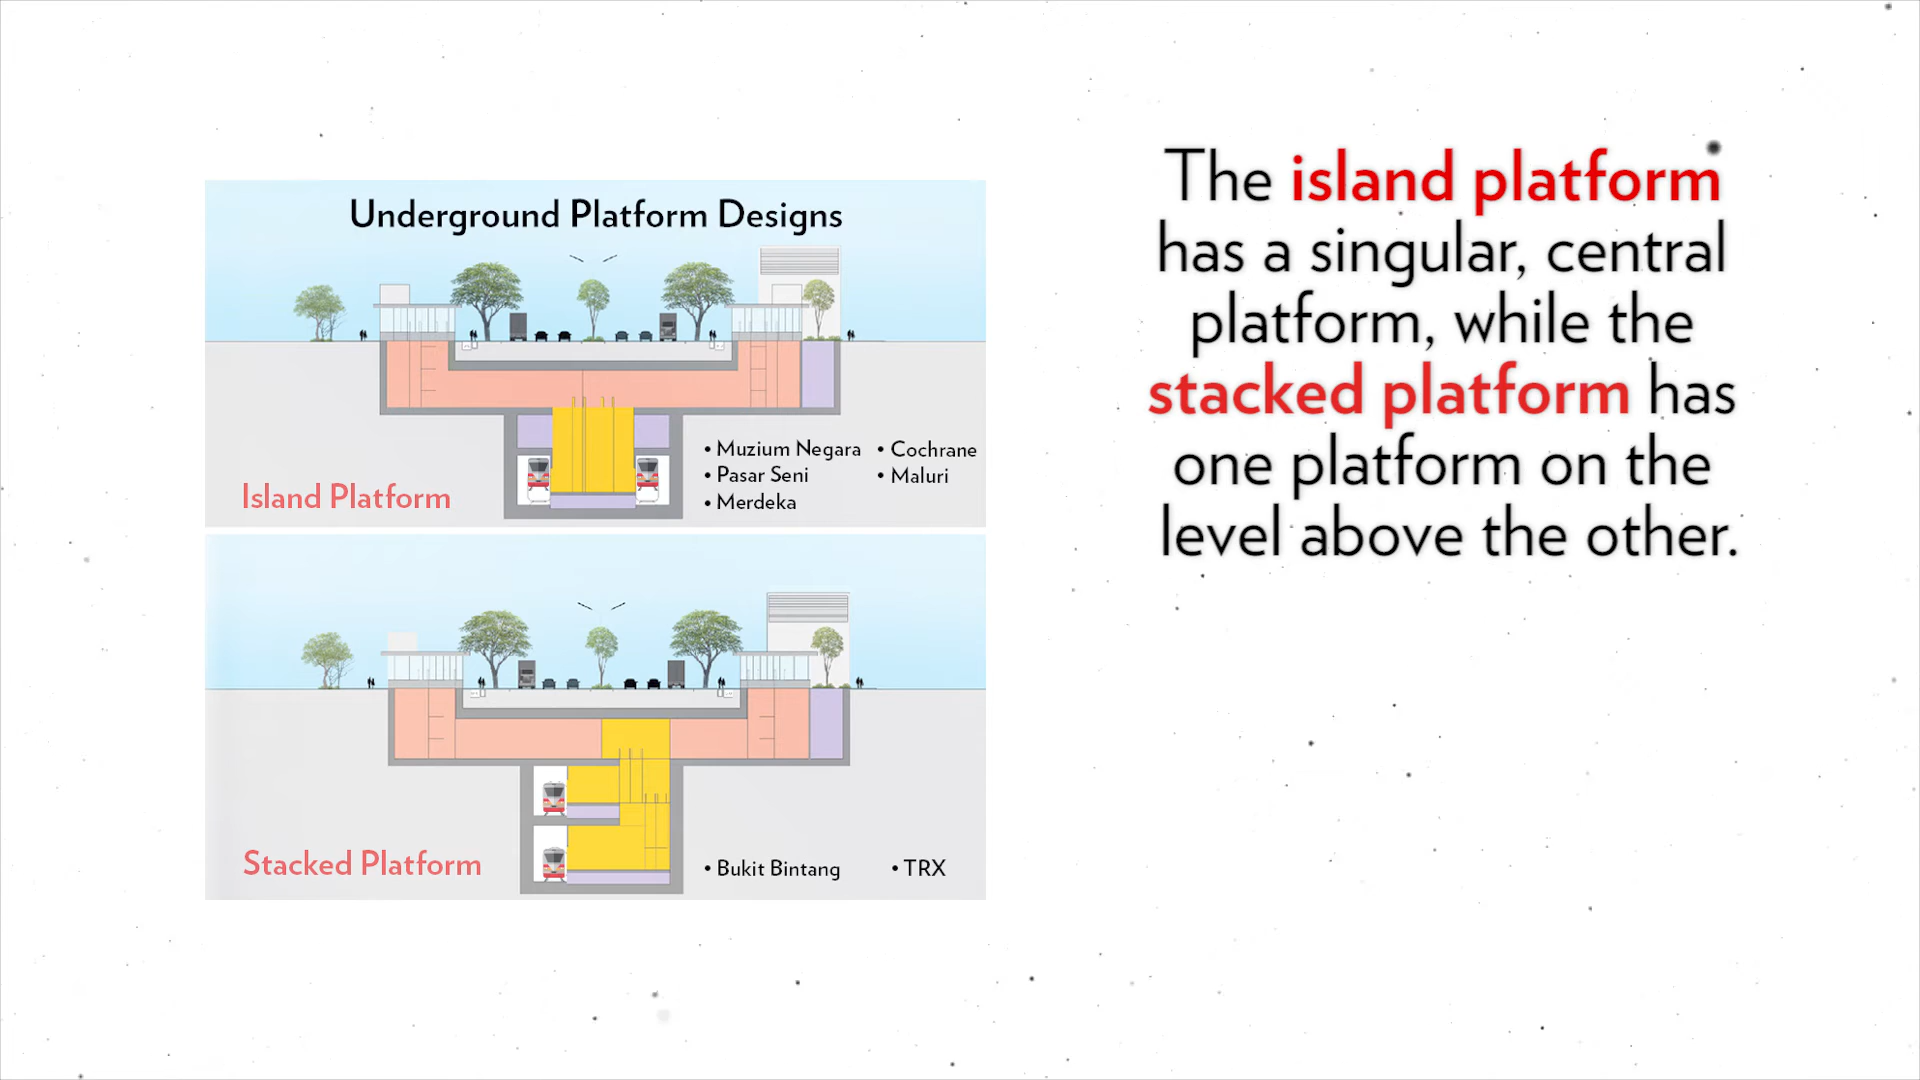 Underground Platform Designs
• Muzium Negara
• Pasar Seni
• Merdeka
• Cochrane
• Maluri
Island Platform
Stacked Platform
• Bukit Bintang
• TRX
The island platform
has a singular, central
platform, while the
stacked platform has
one platform on the
level above the other.